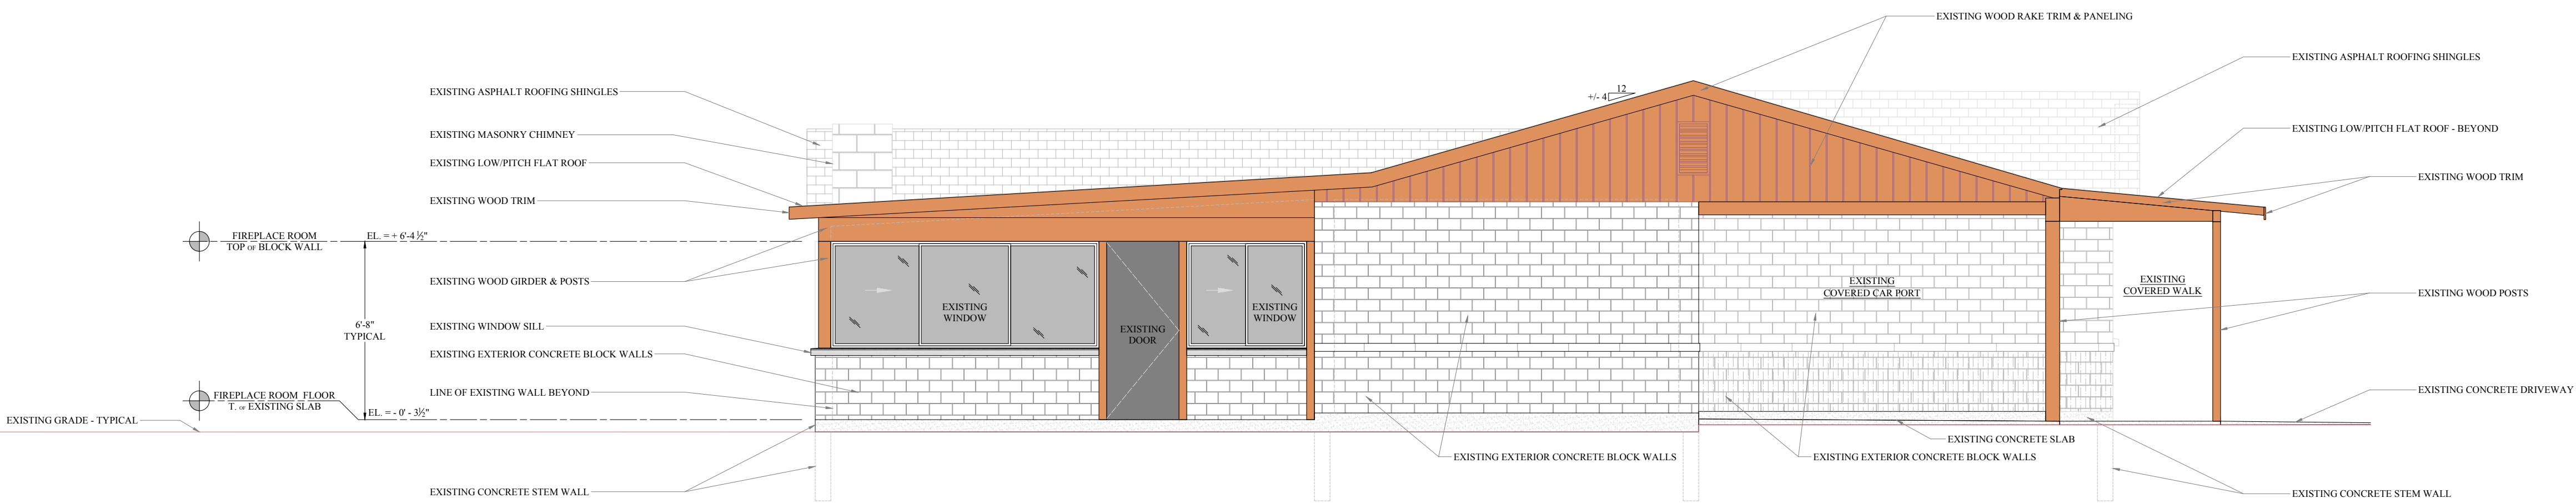 EXISTING WOOD RAKE TRIM & PANELING
EXISTING ASPHALT ROOFING SHINGLES
12
+/- 4
EXISTING ASPHALT ROOFING SHINGLES
EXISTING MASONRY CHIMNEY
EXISTING LOW/PITCH FLAT ROOF - BEYOND
EXISTING LOW/PITCH FLAT ROOF
EXISTING WOOD TRIM
EXISTING WOOD TRIM
FIREPLACE ROOM
TOP OF BLOCK WALL
EL. = + 6'-4 ½"
EXISTING WOOD GIRDER & POSTS
EXISTING
COVERED CAR PORT
EXISTING
COVERED WALK
EXISTING WOOD POSTS
EXISTING
WINDOW
EXISTING
WINDOW
6'-8"
TYPICAL
EXISTING WINDOW SILL
EXISTING
DOOR
EXISTING EXTERIOR CONCRETE BLOCK WALLS
LINE OF EXISTING WALL BEYOND
EXISTING CONCRETE DRIVEWAY
FIREPLACE ROOM FLOOR
T. OF EXISTING SLAB
EL. = - 0' - 3½"
EXISTING GRADE - TYPICAL
EXISTING CONCRETE SLAB
EXISTING EXTERIOR CONCRETE BLOCK WALLS
EXISTING EXTERIOR CONCRETE BLOCK WALLS
EXISTING CONCRETE STEM WALL
EXISTING CONCRETE STEM WALL